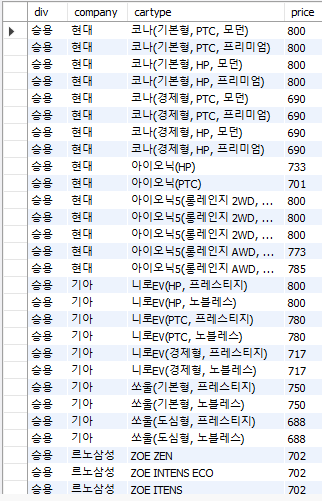 div company cartype price
승용 현대 코나(기본형, PTC, 모던) 800
승용 현대 코나(기본형, PTC, 프리미엄) 800
승용 현대 코나(기본형, HP, 모던) 800
승용 현대 코나(기본형, HP, 프리미엄) 800
승용 현대 코나(경제형, PTC, 모던) 690
승용 현대 코나(경제형, PTC, 프리미엄) 690
승용 현대 코나(경제형, HP, 모던) 690
승용 현대 코나(경제형, HP, 프리미엄) 690
승용 현대 아이오닉(HP) 733
승용 현대 아이오닉(PTC) 701
승용 현대 아이오닉5(롱레인지 2WD, ... 800
승용 현대 아이오닉5(롱레인지 2WD, ... 800
승용 현대 아이오닉5(롱레인지 2WD, ... 800
승용 현대 아이오닉5(롱레인지 AWD, ... 773
승용 현대 아이오닉5(롱레인지 AWD, ... 785
승용 기아 니로EV(HP, 프레스티지) 800
승용 기아 니로EV(HP, 노블레스) 800
승용 기아 니로EV(PTC, 프레스티지) 780
승용 기아 니로EV(PTC, 노블레스) 780
승용 기아 니로EV(경제형, 프레스티지) 717
승용 기아 니로EV(경제형, 노블레스) 717
승용 기아 쏘울(기본형, 프레스티지) 750
승용 기아 쏘울(기본형, 노블레스) 750
승용 기아 쏘울(도심형, 프레스티지) 688
승용 기아 쏘울(도심형, 노블레스) 688
승용 르노삼성 ZOE ZEN 702
승용 르노삼성 ZOE INTENS ECO 702
승용 르노삼성 ZOE ITENS 702